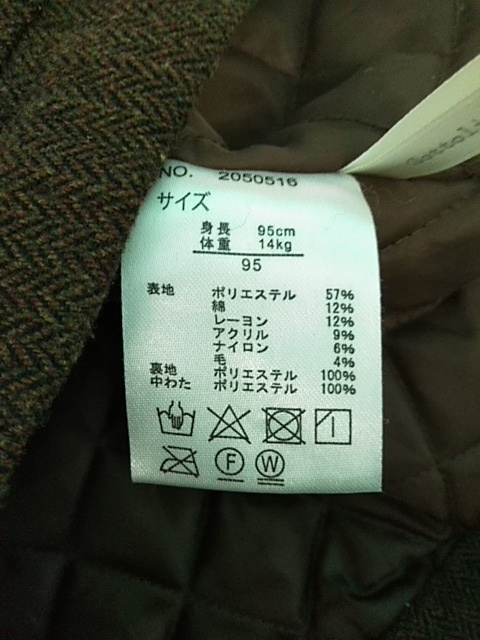 NO. 2050516
サイズ
身長 95cm
体重 14kg
95
表地 ポリエステル 57%
綿 12%
レーヨン 12%
アクリル 9%
ナイロン 6%
毛 4%
裏地 ポリエステル 100%
中わた ポリエステル 100%
F W